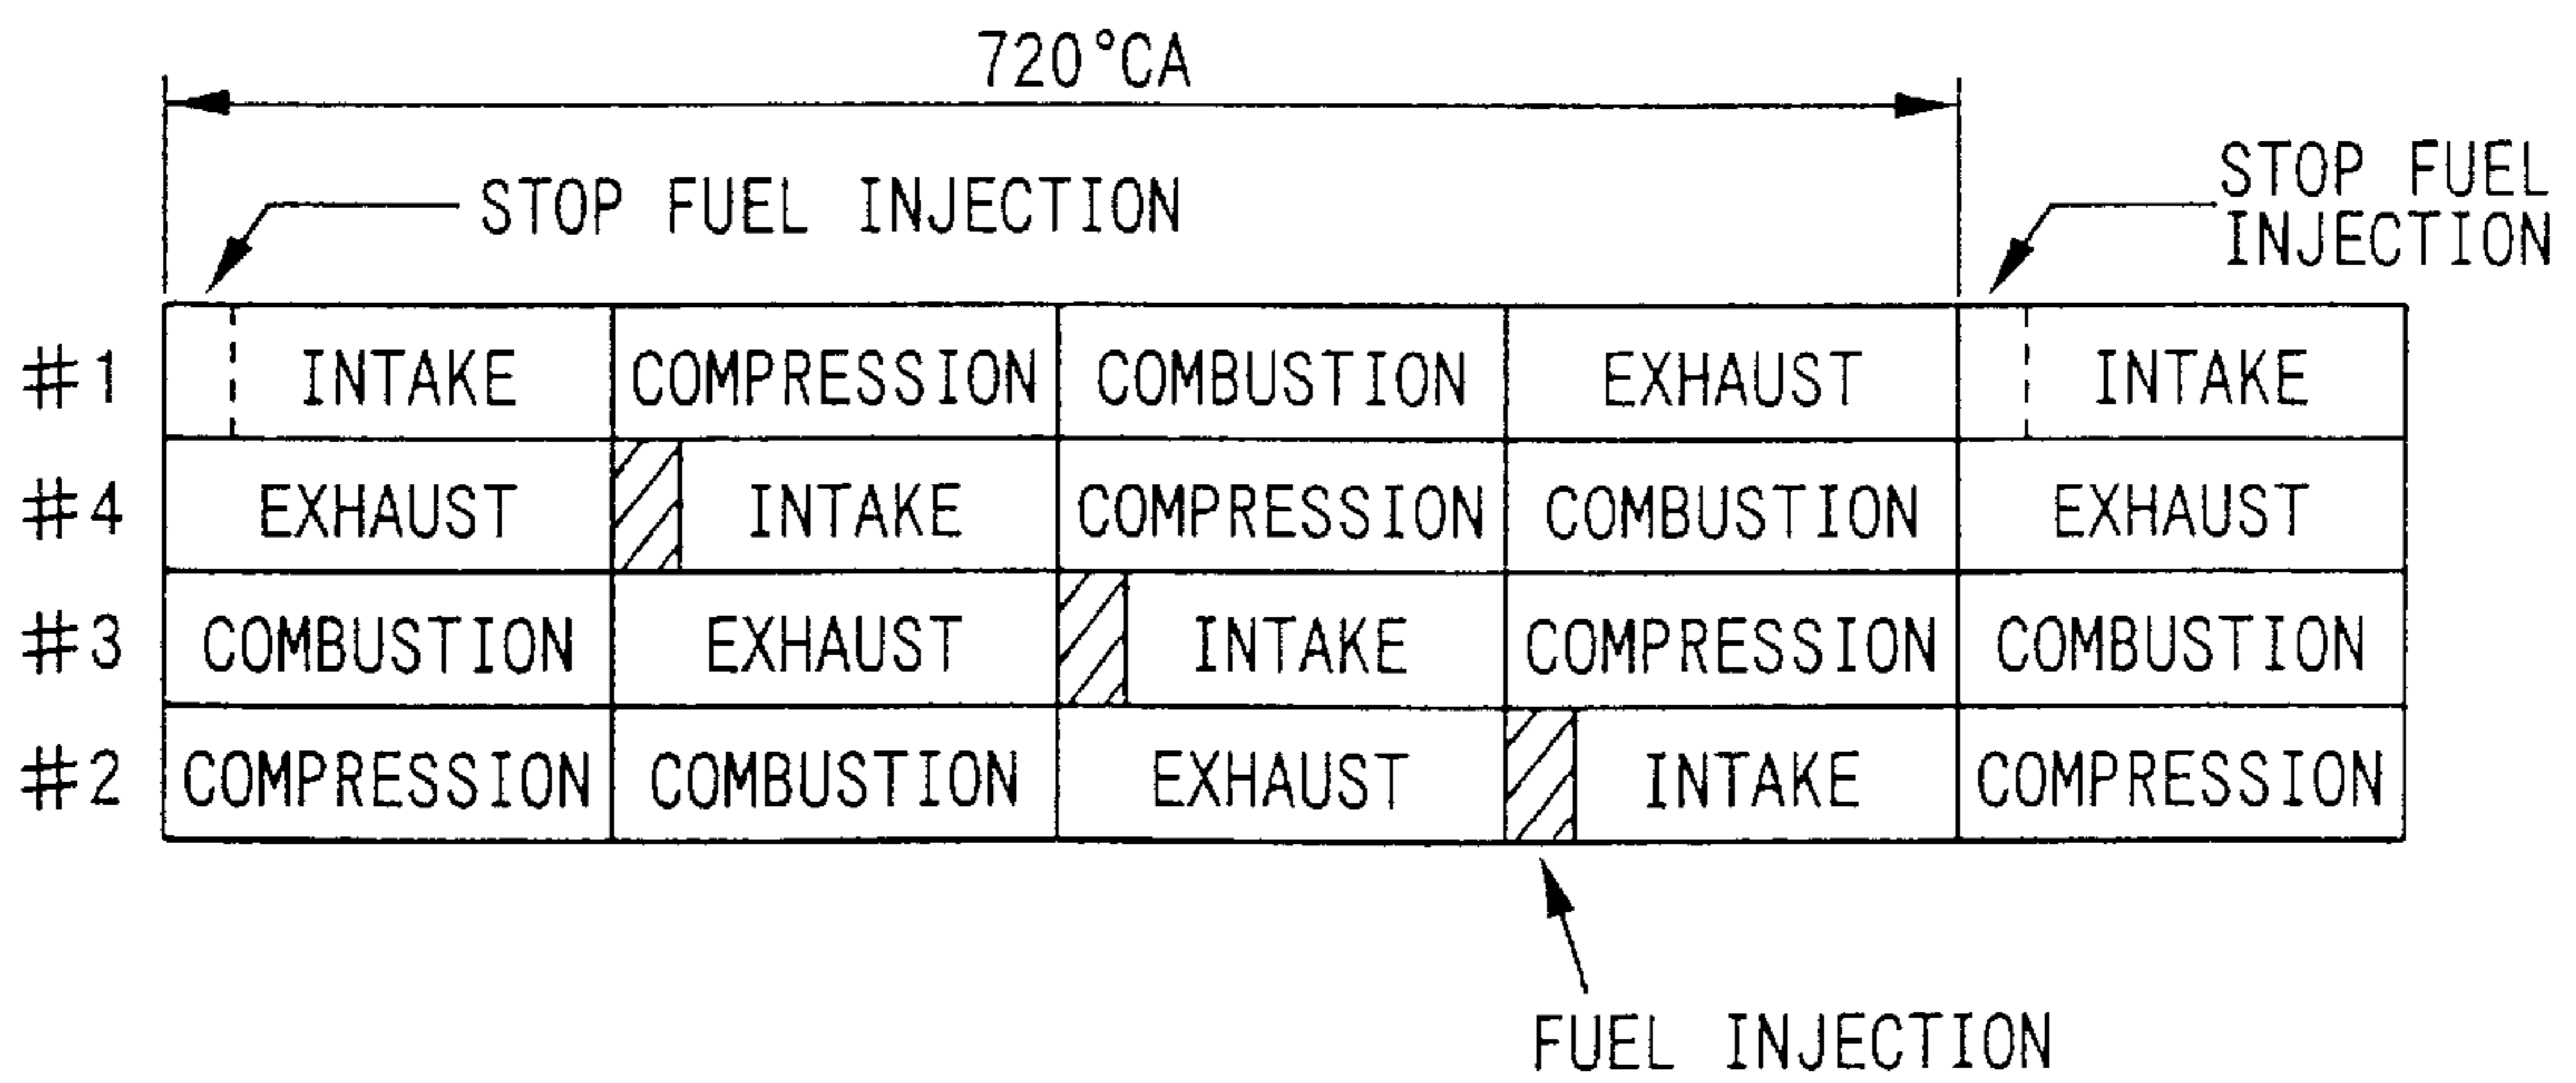 720°CA
STOP FUEL INJECTION
STOP FUEL
INJECTION
#1 INTAKE COMPRESSION COMBUSTION EXHAUST INTAKE
#4 EXHAUST INTAKE COMPRESSION COMBUSTION EXHAUST
#3 COMBUSTION EXHAUST INTAKE COMPRESSION COMBUSTION
#2 COMPRESSION COMBUSTION EXHAUST INTAKE COMPRESSION
FUEL INJECTION